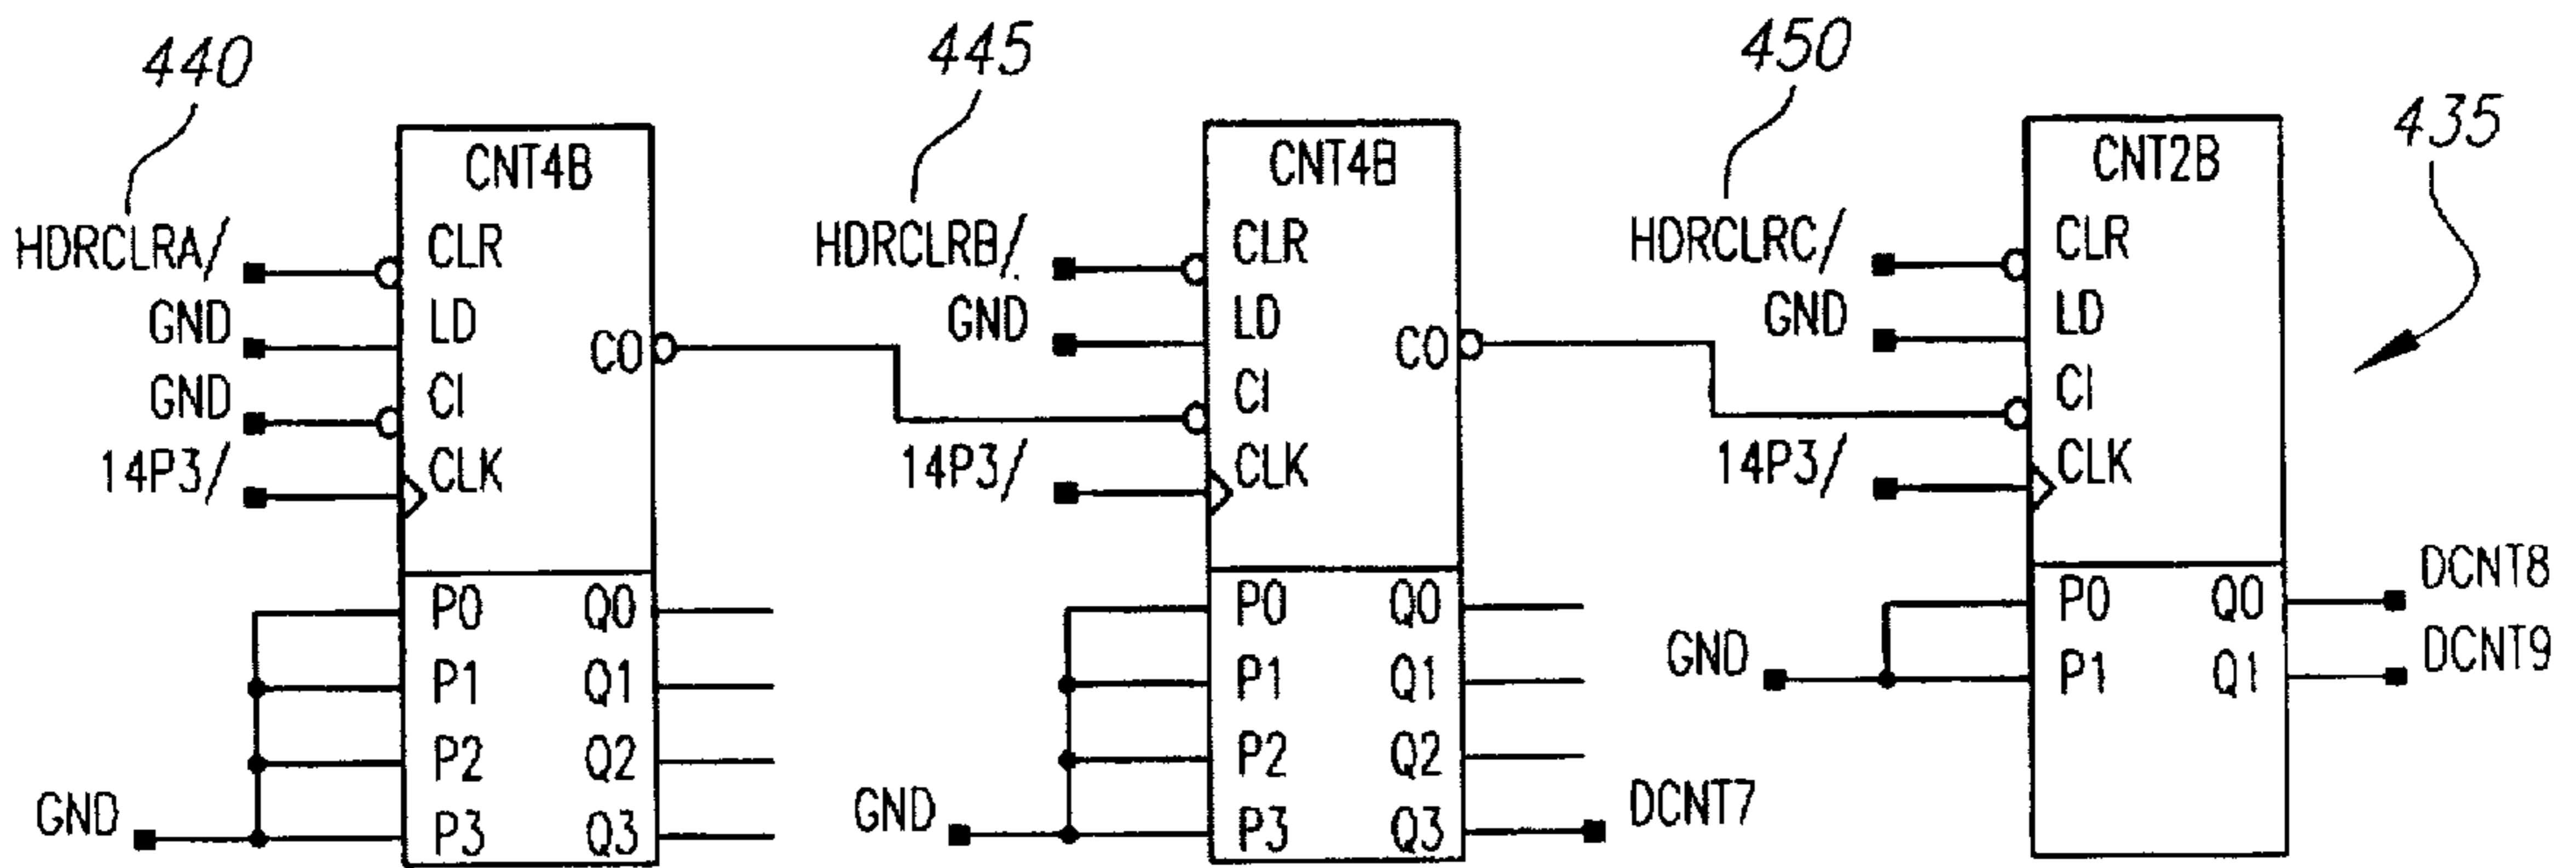 440
445
450
435
CNT4B
HDRCLRA/
CLR
GND
LD
GND
CI
14P3/
CLK
CO
P0
Q0
P1
Q1
P2
Q2
GND
P3
Q3
CNT4B
HDRCLRB/
CLR
GND
LD
CI
14P3/
CLK
CO
P0
Q0
P1
Q1
P2
Q2
GND
P3
Q3
DCNT7
CNT2B
HDRCLRC/
CLR
GND
LD
CI
14P3/
CLK
P0
Q0
DCNT8
GND
P1
Q1
DCNT9